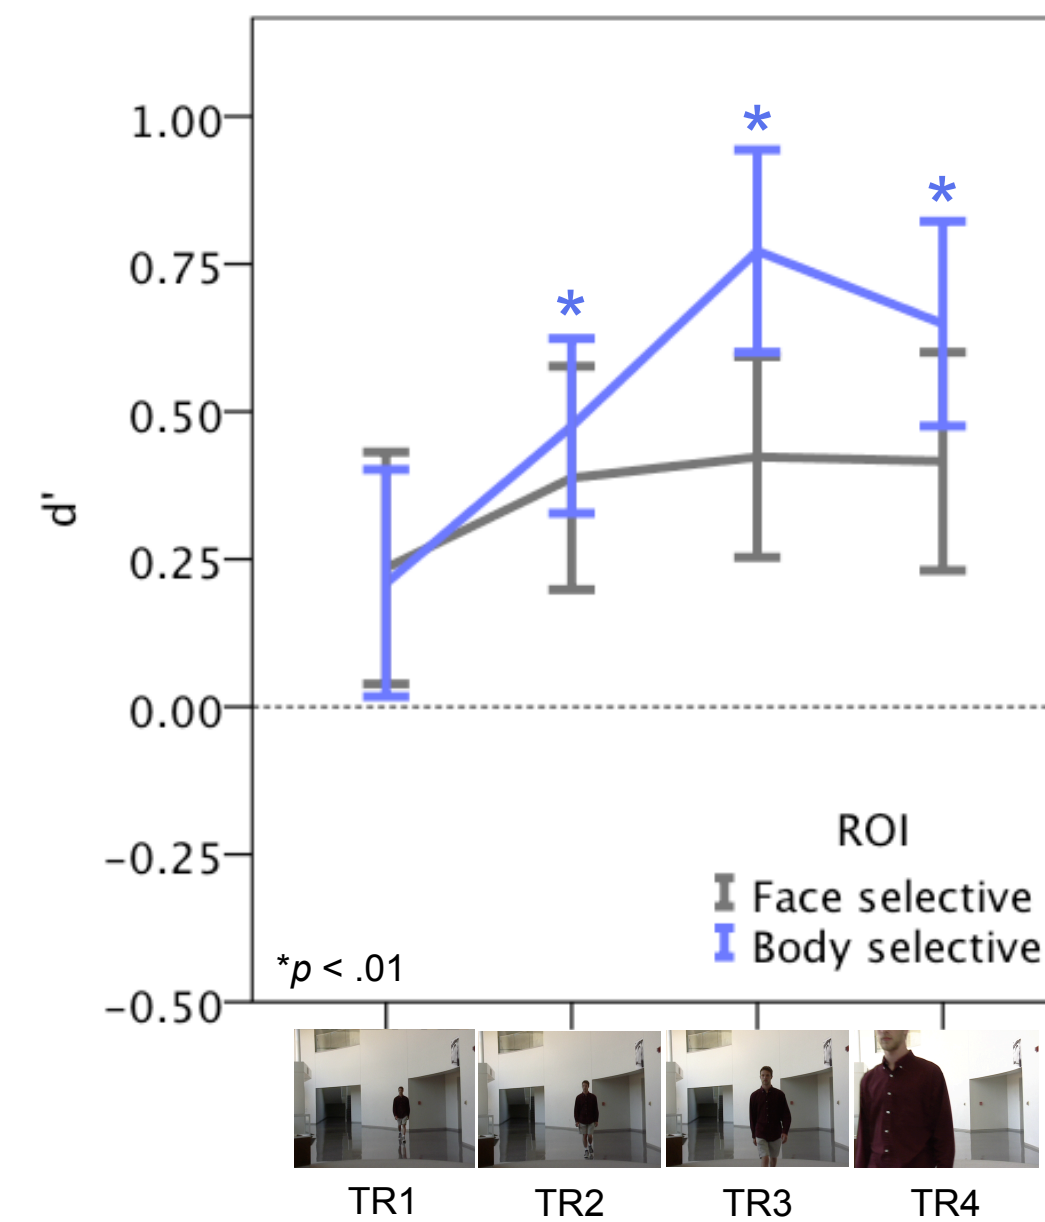 1.00
0.75
0.50
0.25
0.00
−0.25
−0.50
d'
*
*
*
ROI
Face selective
Body selective
*p < .01
TR1 TR2 TR3 TR4